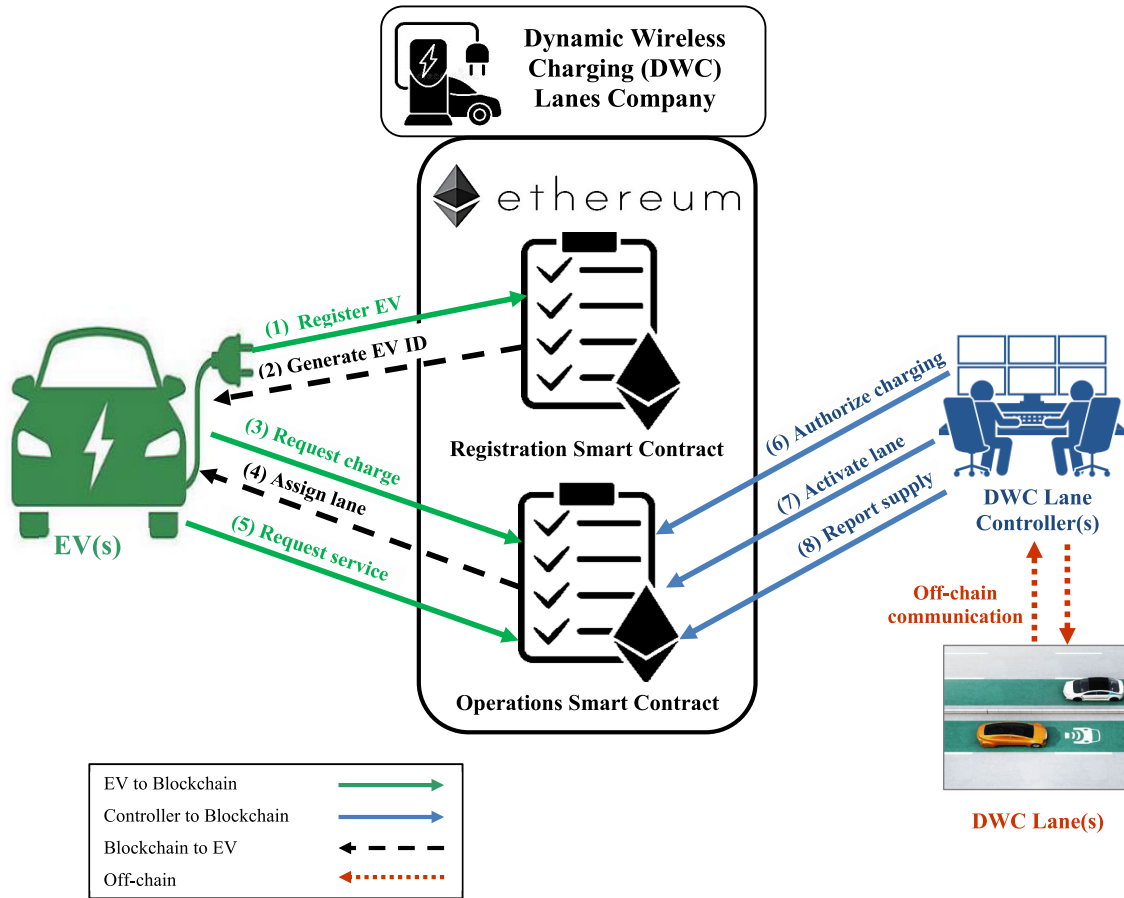 Dynamic Wireless
Charging (DWC)
Lanes Company
ethereum
(1) Register EV
(2) Generate EV ID
Registration Smart Contract
(3) Request charge
(4) Assign lane
(5) Request service
Operations Smart Contract
(6) Authorize charging
(7) Activate lane
(8) Report supply
EV(s)
DWC Lane
Controller(s)
Off-chain
communication
DWC Lane(s)
EV to Blockchain
Controller to Blockchain
Blockchain to EV
Off-chain